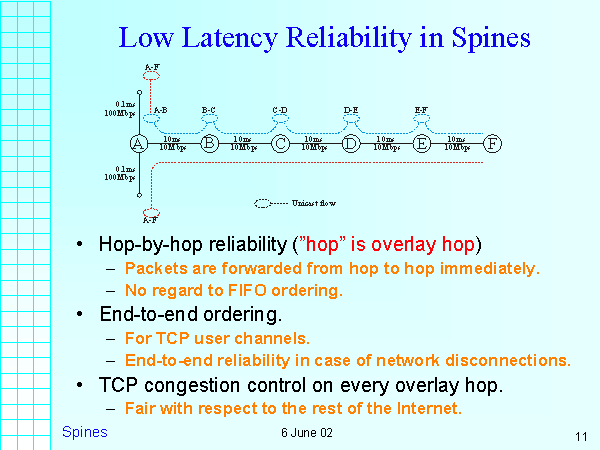 Low Latency Reliability in Spines
A-F
0.1ms
100Mbps
A-B B-C C-D D-E E-F
A B C D E F
10ms 10ms 10ms 10ms 10ms
10Mbps 10Mbps 10Mbps 10Mbps 10Mbps
0.1ms
100Mbps
A-F
Unicast flow
• Hop-by-hop reliability (”hop” is overlay hop)
– Packets are forwarded from hop to hop immediately.
– No regard to FIFO ordering.
• End-to-end ordering.
– For TCP user channels.
– End-to-end reliability in case of network disconnections.
• TCP congestion control on every overlay hop.
– Fair with respect to the rest of the Internet.
Spines 6 June 02 11